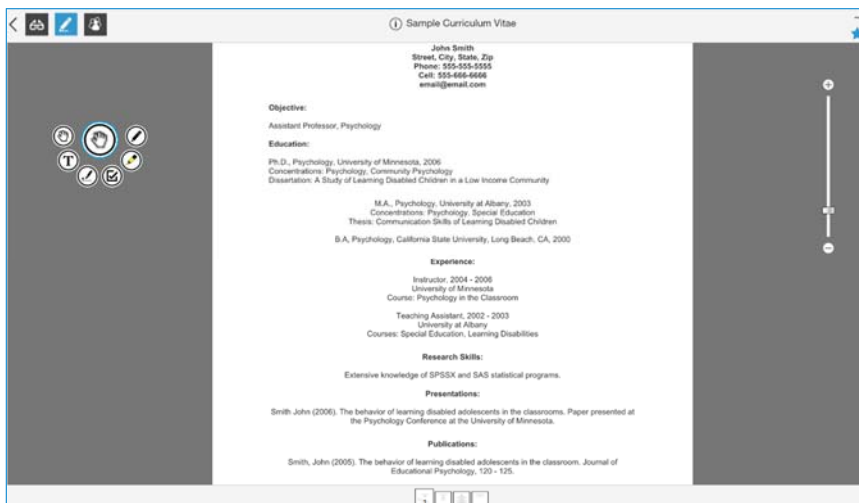 Sample Curriculum Vitae
John Smith
Street, City, State, Zip
Phone: 555-555-5555
Cell: 555-666-6666
email@email.com
Objective:
Assistant Professor, Psychology
Education:
Ph.D., Psychology, University of Minnesota, 2006
Concentrations: Psychology, Community Psychology
Dissertation: A Study of Learning Disabled Children in a Low Income Community
M.A., Psychology, University at Albany, 2003
Concentrations: Psychology, Special Education
Thesis: Communication Skills of Learning Disabled Children
B.A, Psychology, California State University, Long Beach, CA, 2000
Experience:
Instructor, 2004 - 2006
University of Minnesota
Course: Psychology in the Classroom
Teaching Assistant, 2002 - 2003
University at Albany
Courses: Special Education, Learning Disabilities
Research Skills:
Extensive knowledge of SPSSX and SAS statistical programs.
Presentations:
Smith John (2006). The behavior of learning disabled adolescents in the classrooms. Paper presented at
the Psychology Conference at the University of Minnesota.
Publications:
Smith, John (2005). The behavior of learning disabled adolescents in the classroom. Journal of
Educational Psychology, 120 - 125.
T